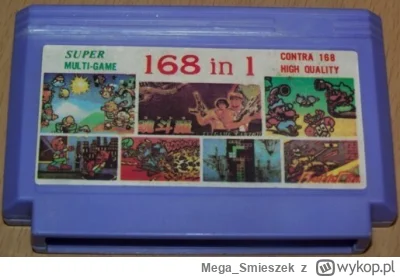 SUPER
MULTI-GAME
168 in 1
CONTRA 168
HIGH QUALITY
Mega_Smieszek z wykop.pl